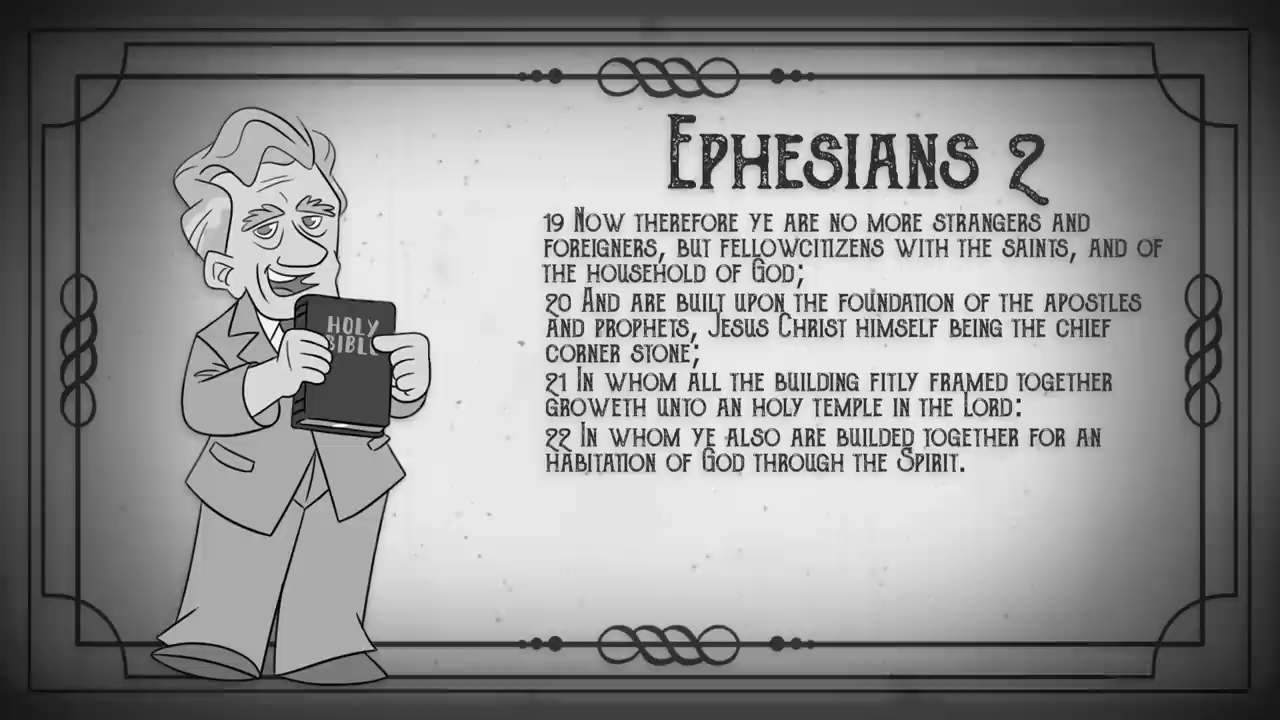 HOLY
BIBLE
EPHESIANS 2
19 NOW THEREFORE YE ARE NO MORE STRANGERS AND
FOREIGNERS, BUT FELLOWCITIZENS WITH THE SAINTS, AND OF
THE HOUSEHOLD OF GOD;
20 AND ARE BUILT UPON THE FOUNDATION OF THE APOSTLES
AND PROPHETS, JESUS CHRIST HIMSELF BEING THE CHIEF
CORNER STONE;
21 IN WHOM ALL THE BUILDING FITLY FRAMED TOGETHER
GROWETH UNTO AN HOLY TEMPLE IN THE LORD:
22 IN WHOM YE ALSO ARE BUILDED TOGETHER FOR AN
HABITATION OF GOD THROUGH THE SPIRIT.